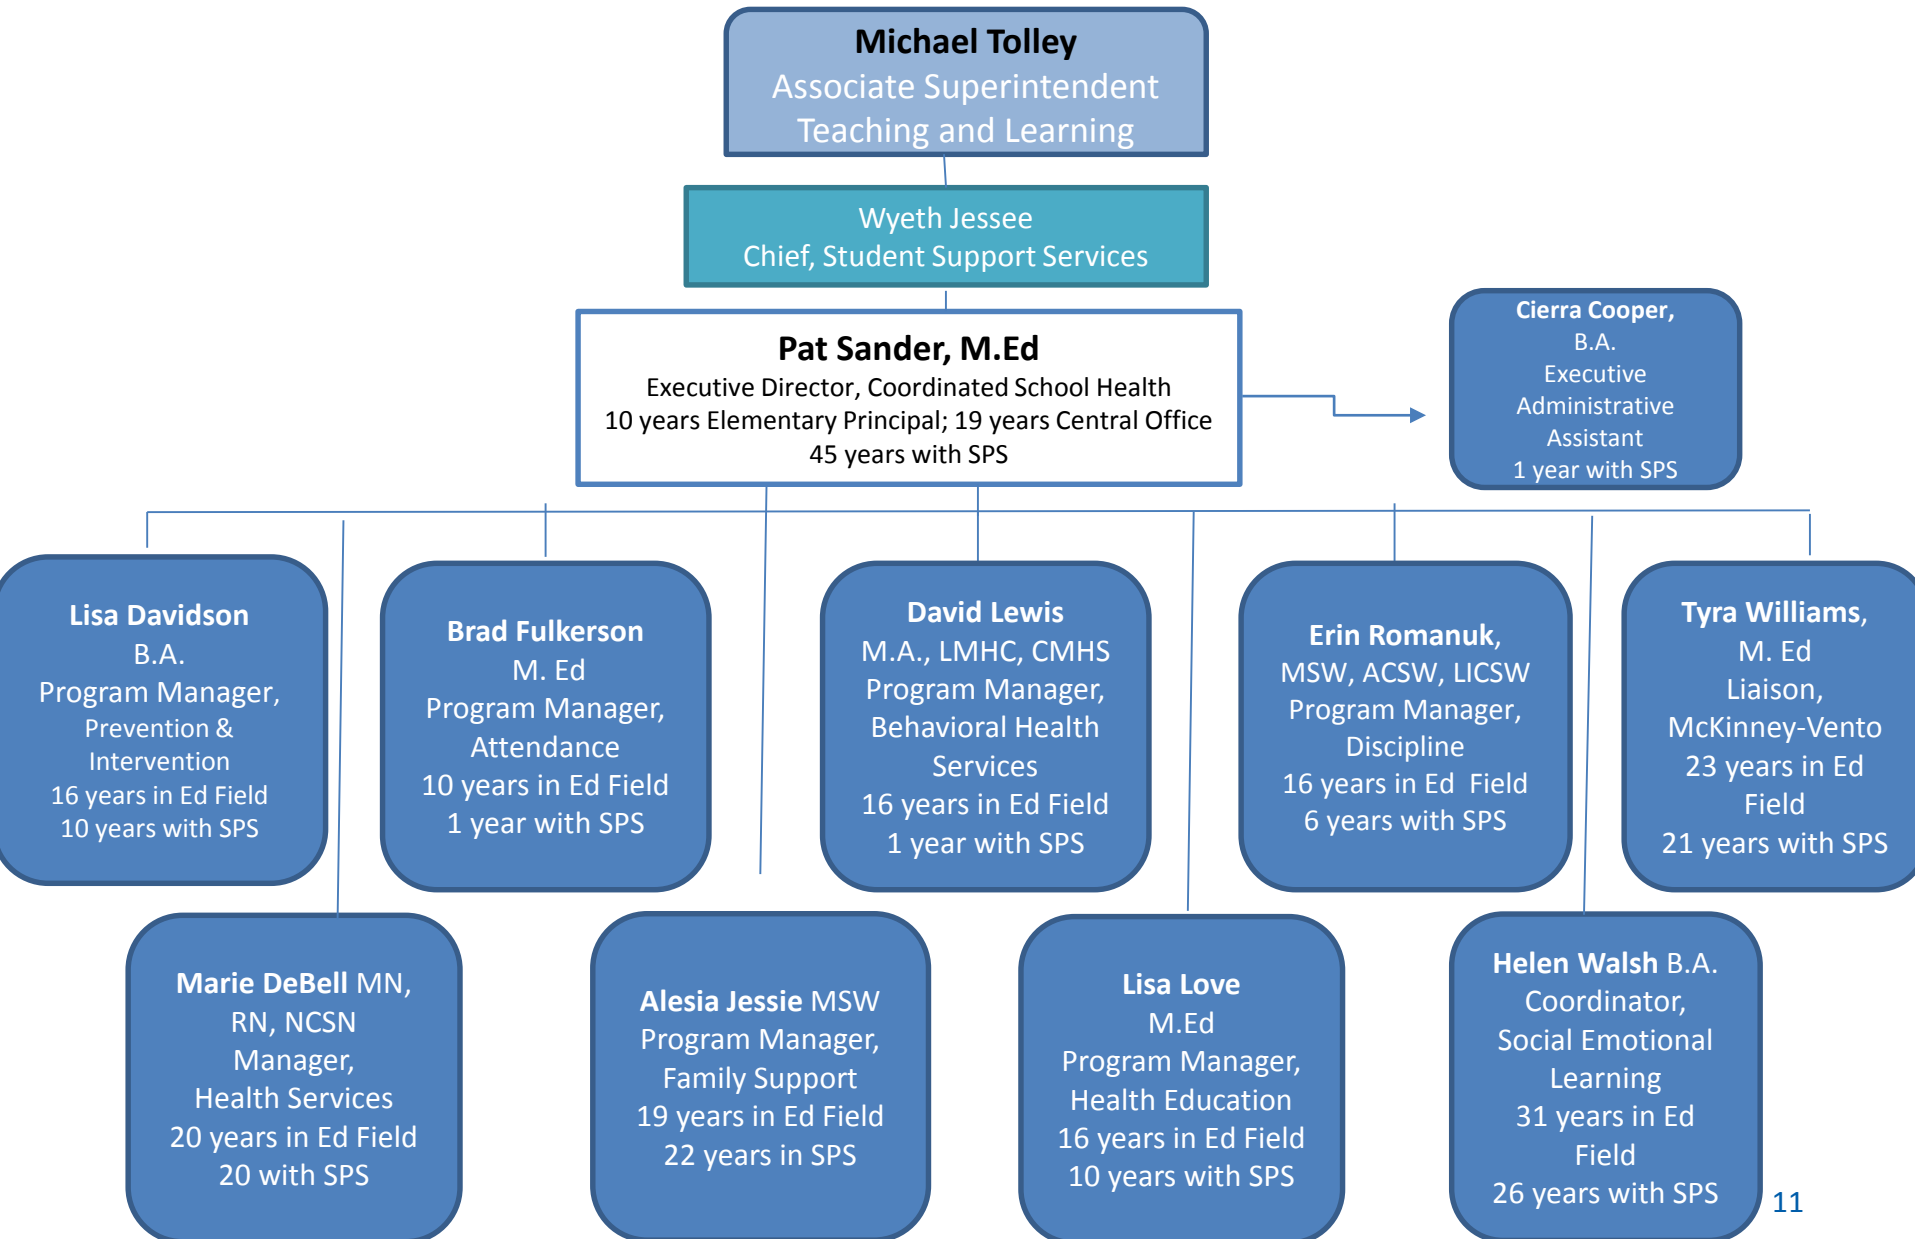 Michael Tolley
Associate Superintendent
Teaching and Learning
Wyeth Jessee
Chief, Student Support Services
Pat Sander, M.Ed
Executive Director, Coordinated School Health
10 years Elementary Principal; 19 years Central Office
45 years with SPS
Cierra Cooper,
B.A.
Executive
Administrative
Assistant
1 year with SPS
Lisa Davidson
B.A.
Program Manager,
Prevention &
Intervention
16 years in Ed Field
10 years with SPS
Brad Fulkerson
M. Ed
Program Manager,
Attendance
10 years in Ed Field
1 year with SPS
David Lewis
M.A., LMHC, CMHS
Program Manager,
Behavioral Health
Services
16 years in Ed Field
1 year with SPS
Erin Romanuk,
MSW, ACSW, LICSW
Program Manager,
Discipline
16 years in Ed  Field
6 years with SPS
Tyra Williams,
M. Ed
Liaison,
McKinney-Vento
23 years in Ed
Field
21 years with SPS
Marie DeBell MN,
RN, NCSN
Manager,
Health Services
20 years in Ed Field
20 with SPS
Alesia Jessie MSW
Program Manager,
Family Support
19 years in Ed Field
22 years in SPS
Lisa Love
M.Ed
Program Manager,
Health Education
16 years in Ed Field
10 years with SPS
Helen Walsh B.A.
Coordinator,
Social Emotional
Learning
31 years in Ed
Field
26 years with SPS
11